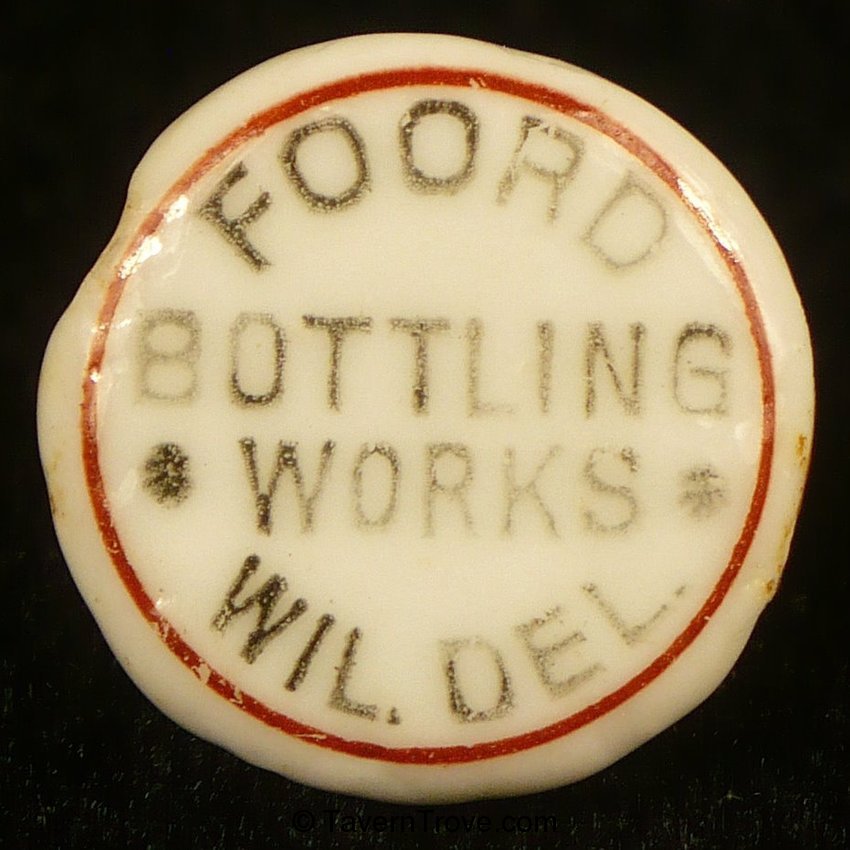 FOORD
BOTTLING
* WORKS *
WIL. DEL.
© TavernTrove.com